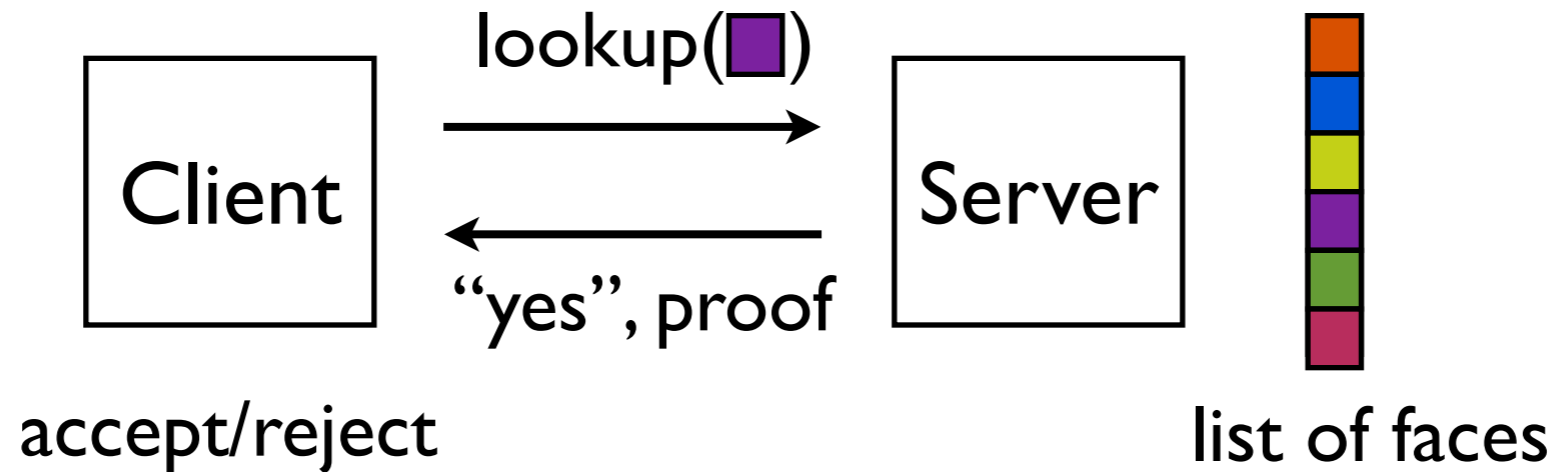 lookup( )
Client
Server
“yes”, proof
accept/reject
list of faces